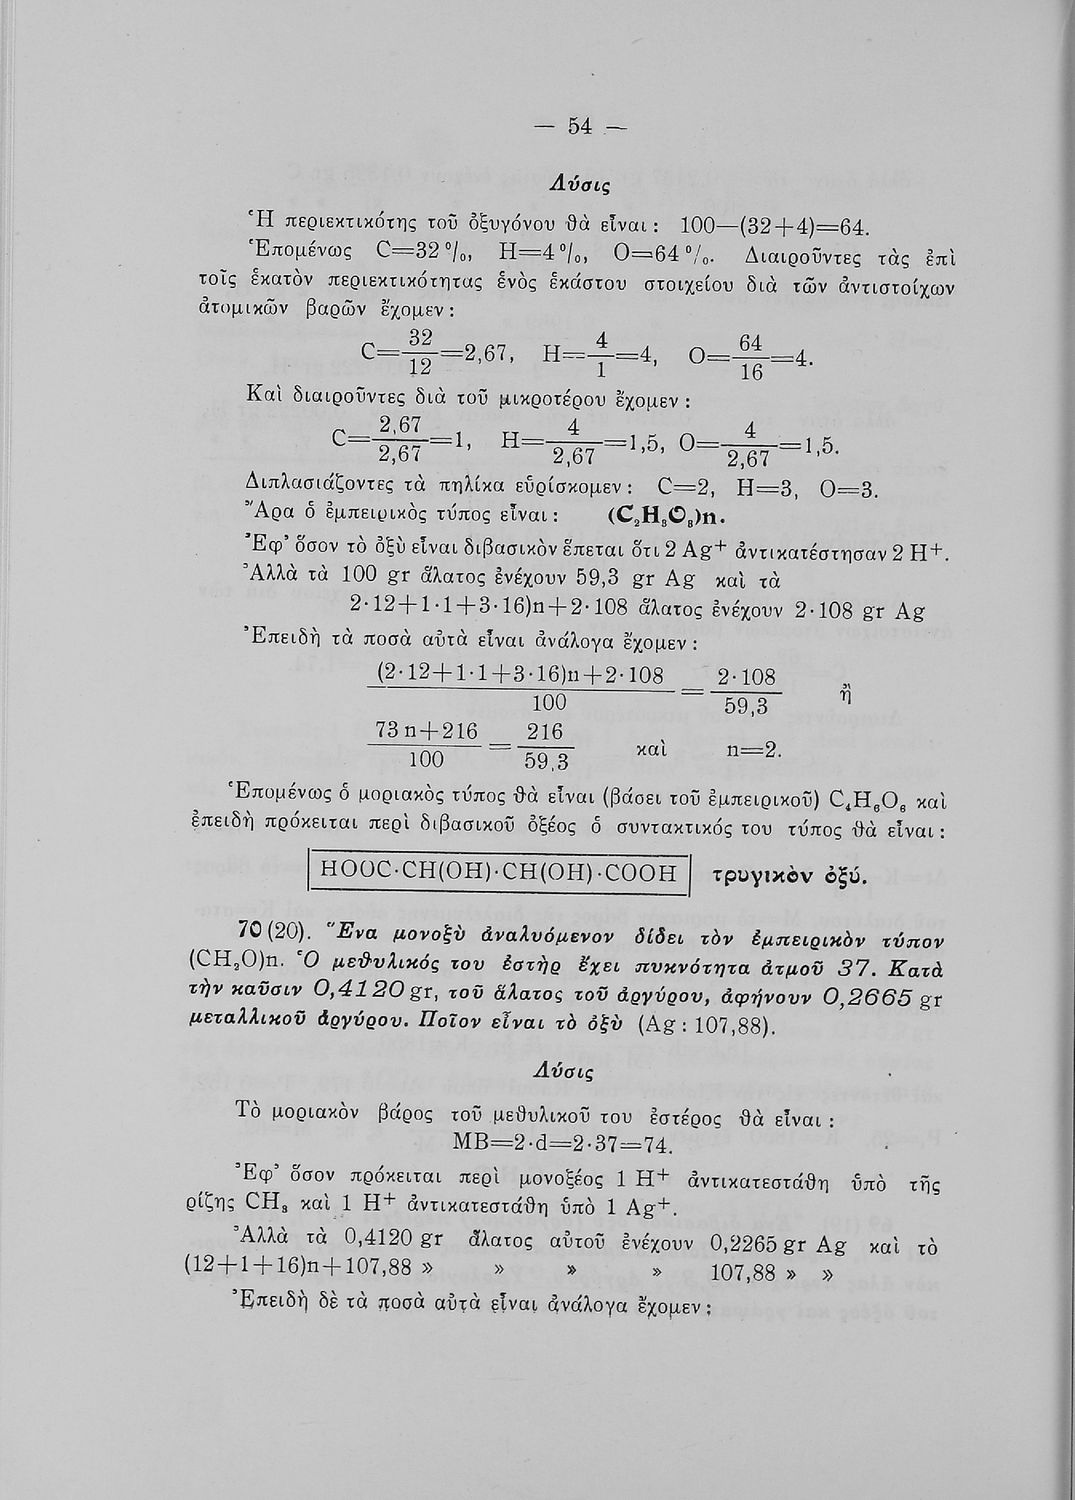 — 54 —
Λύσις
Ἡ περιεκτικότης τοῦ ὀξυγόνου θὰ εἶναι : 100—(32+4)=64.
Ἑπομένως C=32 %, H=4 %, O=64 %. Διαιροῦντες τὰς ἐπὶ
τοῖς ἑκατὸν περιεκτικότητας ἑνὸς ἑκάστου στοιχείου διὰ τῶν ἀντιστοίχων
ἀτομικῶν βαρῶν ἔχομεν :
C=32/12=2,67, H=4/1=4, O=64/16=4.
Καὶ διαιροῦντες διὰ τοῦ μικροτέρου ἔχομεν :
C=2,67/2,67=1, H=4/2,67=1,5, O=4/2,67=1,5.
Διπλασιάζοντες τὰ πηλίκα εὑρίσκομεν : C=2, H=3, O=3.
Ἄρα ὁ ἐμπειρικὸς τύπος εἶναι : (C₂H₃O₃)n.
Ἐφ’ ὅσον τὸ ὀξὺ εἶναι διβασικὸν ἕπεται ὅτι 2 Ag⁺ ἀντικατέστησαν 2 H⁺.
Ἀλλὰ τὰ 100 gr ἅλατος ἐνέχουν 59,3 gr Ag καὶ τὰ
2·12+1·1+3·16)n+2·108 ἅλατος ἐνέχουν 2·108 gr Ag
Ἐπειδὴ τὰ ποσὰ αὐτὰ εἶναι ἀνάλογα ἔχομεν :
(2·12+1·1+3·16)n+2·108/100 = 2·108/59,3 ἢ
73 n+216/100 = 216/59,3 καὶ n=2.
Ἑπομένως ὁ μοριακὸς τύπος θὰ εἶναι (βάσει τοῦ ἐμπειρικοῦ) C₄H₆O₆ καὶ
ἐπειδὴ πρόκειται περὶ διβασικοῦ ὀξέος ὁ συντακτικός του τύπος θὰ εἶναι :
HOOC·CH(OH)·CH(OH)·COOH τρυγικὸν ὀξύ.
70 (20). Ἕνα μονοξὺ ἀναλυόμενον δίδει τὸν ἐμπειρικὸν τύπον
(CH₂O)n. Ὁ μεθυλικός του ἐστὴρ ἔχει πυκνότητα ἀτμοῦ 37. Κατὰ
τὴν καῦσιν 0,4120 gr, τοῦ ἅλατος τοῦ ἀργύρου, ἀφήνουν 0,2665 gr
μεταλλικοῦ ἀργύρου. Ποῖον εἶναι τὸ ὀξὺ (Ag : 107,88).
Λύσις
Τὸ μοριακὸν βάρος τοῦ μεθυλικοῦ του ἐστέρος θὰ εἶναι :
MB=2·d=2·37=74.
Ἐφ’ ὅσον πρόκειται περὶ μονοξέος 1 H⁺ ἀντικατεστάθη ὑπὸ τῆς
ρίζης CH₃ καὶ 1 H⁺ ἀντικατεστάθη ὑπὸ 1 Ag⁺.
Ἀλλὰ τὰ 0,4120 gr ἅλατος αὐτοῦ ἐνέχουν 0,2265 gr Ag καὶ τὸ
(12+1+16)n+107,88 » » » » 107,88 » »
Ἐπειδὴ δὲ τὰ ποσὰ αὐτὰ εἶναι ἀνάλογα ἔχομεν :